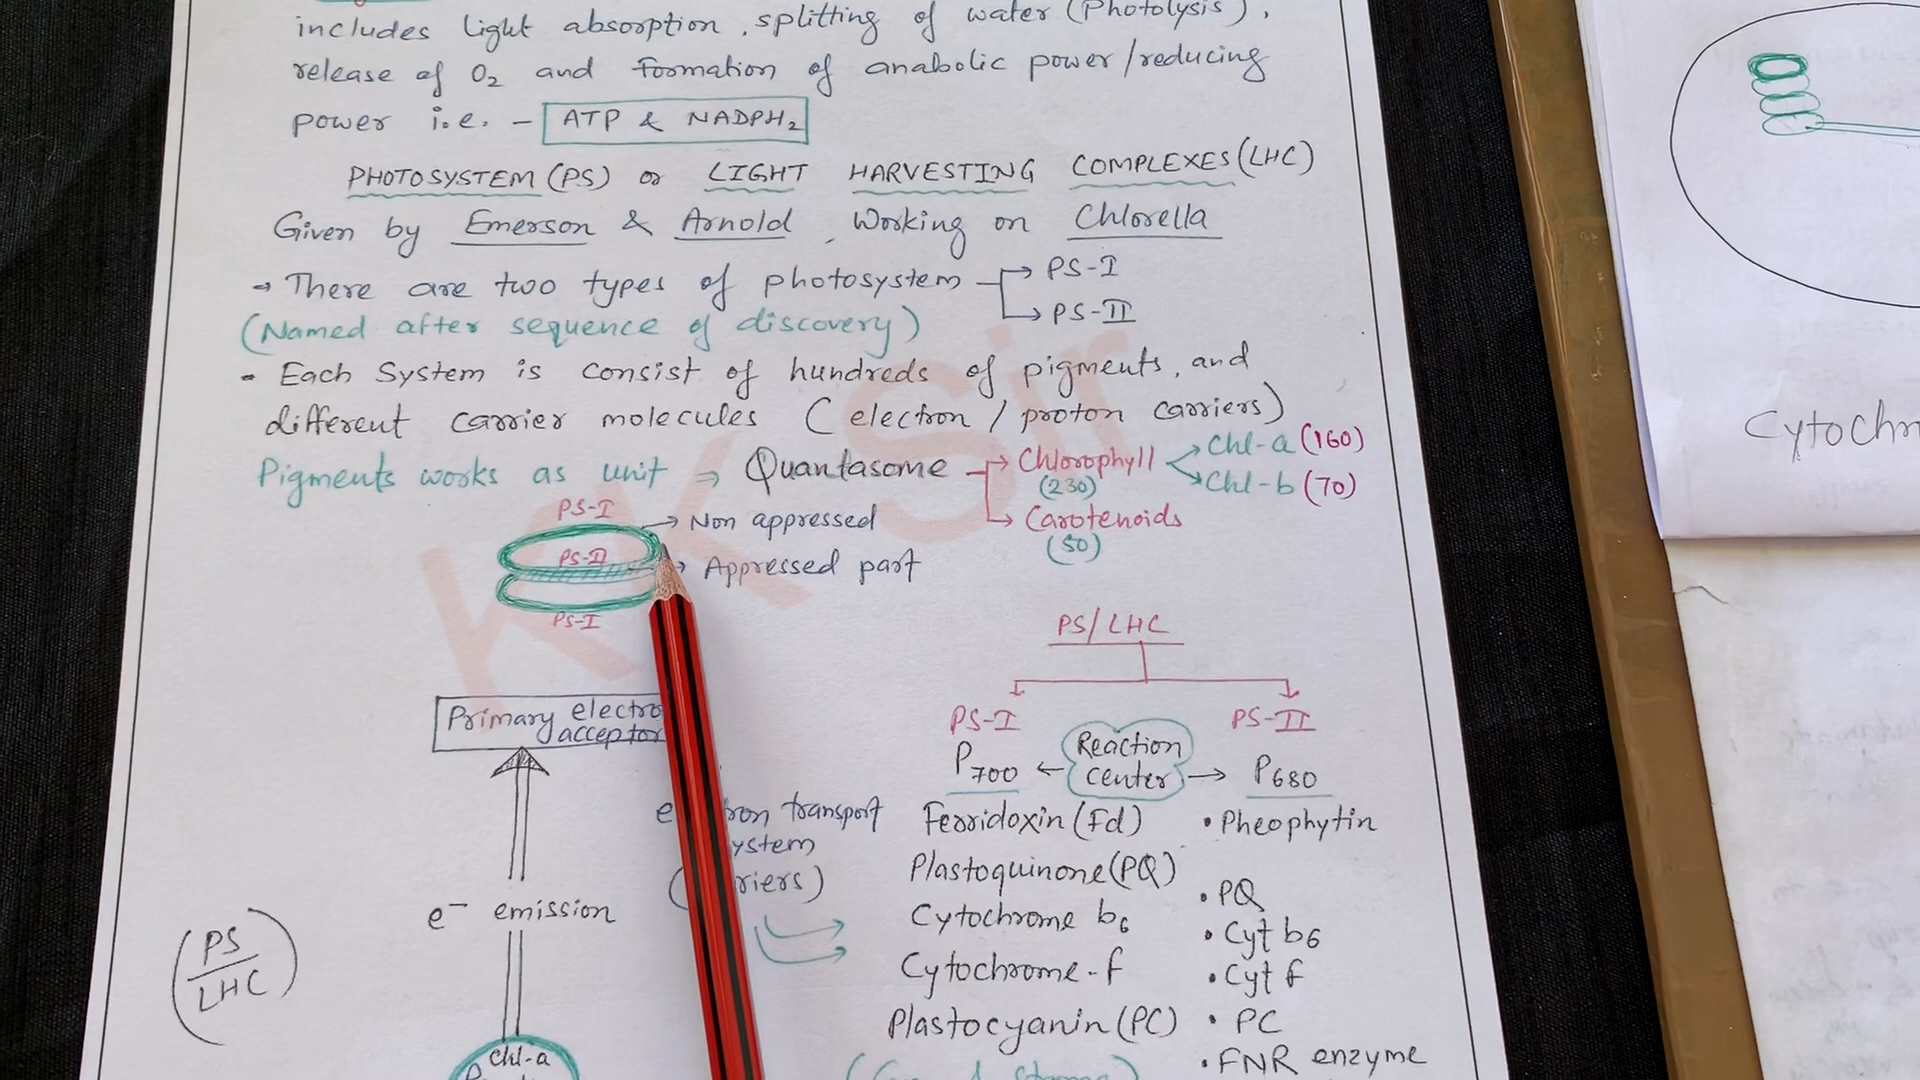 includes light absorption, splitting of water (Photolysis),
release of O2 and formation of anabolic power/reducing
power i.e. - ATP & NADPH2
PHOTOSYSTEM (PS) or LIGHT HARVESTING COMPLEXES (LHC)
Given by Emerson & Arnold, Working on Chlorella
→ There are two types of photosystem → PS-I
→ PS-II
(Named after sequence of discovery)
- Each System is consist of hundreds of pigments, and
different carrier molecules (electron / proton carriers)
Pigments works as unit ⇒ Quantasome → Chlorophyll → Chl-a (160)
(230) → Chl-b (70)
→ Carotenoids
(50)
PS-I
→ Non appressed
PS-II
→ Appressed part
PS-I
K K Sir
PS/LHC
PS-I PS-II
P700 ← Reaction center → P680
Primary electro
acceptor
e tron transport
ystem
( riers)
e- emission
PS
LHC
Chl-a
Ferridoxin (Fd)
Plastoquinone (PQ)
Cytochrome b6
Cytochrome-f
Plastocyanin (PC)
• Pheophytin
• PQ
• Cyt b6
• Cyt f
• PC
• FNR enzyme
Cytochr